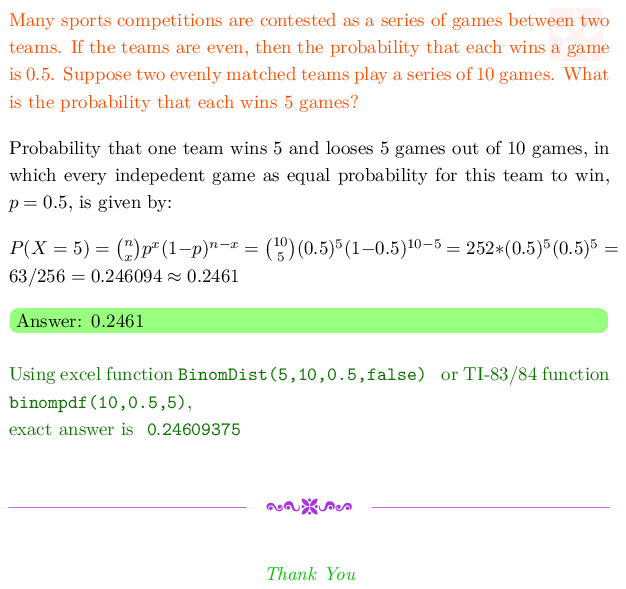 Many sports competitions are contested as a series of games between two
teams. If the teams are even, then the probability that each wins a game
is 0.5. Suppose two evenly matched teams play a series of 10 games. What
is the probability that each wins 5 games?
Probability that one team wins 5 and looses 5 games out of 10 games, in
which every indepedent game as equal probability for this team to win,
p = 0.5, is given by:
P(X = 5) = (n x) p^x (1−p)^{n−x} = (10 5) (0.5)^5 (1−0.5)^{10−5} = 252∗(0.5)^5 (0.5)^5 =
63/256 = 0.246094 ≈ 0.2461
Answer: 0.2461
Using excel function BinomDist(5,10,0.5,false) or TI-83/84 function
binompdf(10,0.5,5),
exact answer is 0.24609375
Thank You